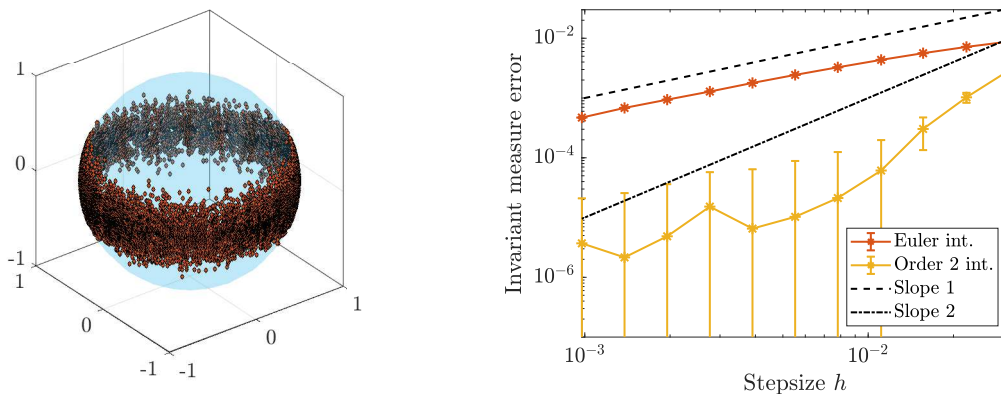 1
0
-1
1
0
-1
-1
0
1
Invariant measure error
10⁻²
10⁻⁴
10⁻⁶
10⁻³
10⁻²
Stepsize h
Euler int.
Order 2 int.
Slope 1
Slope 2